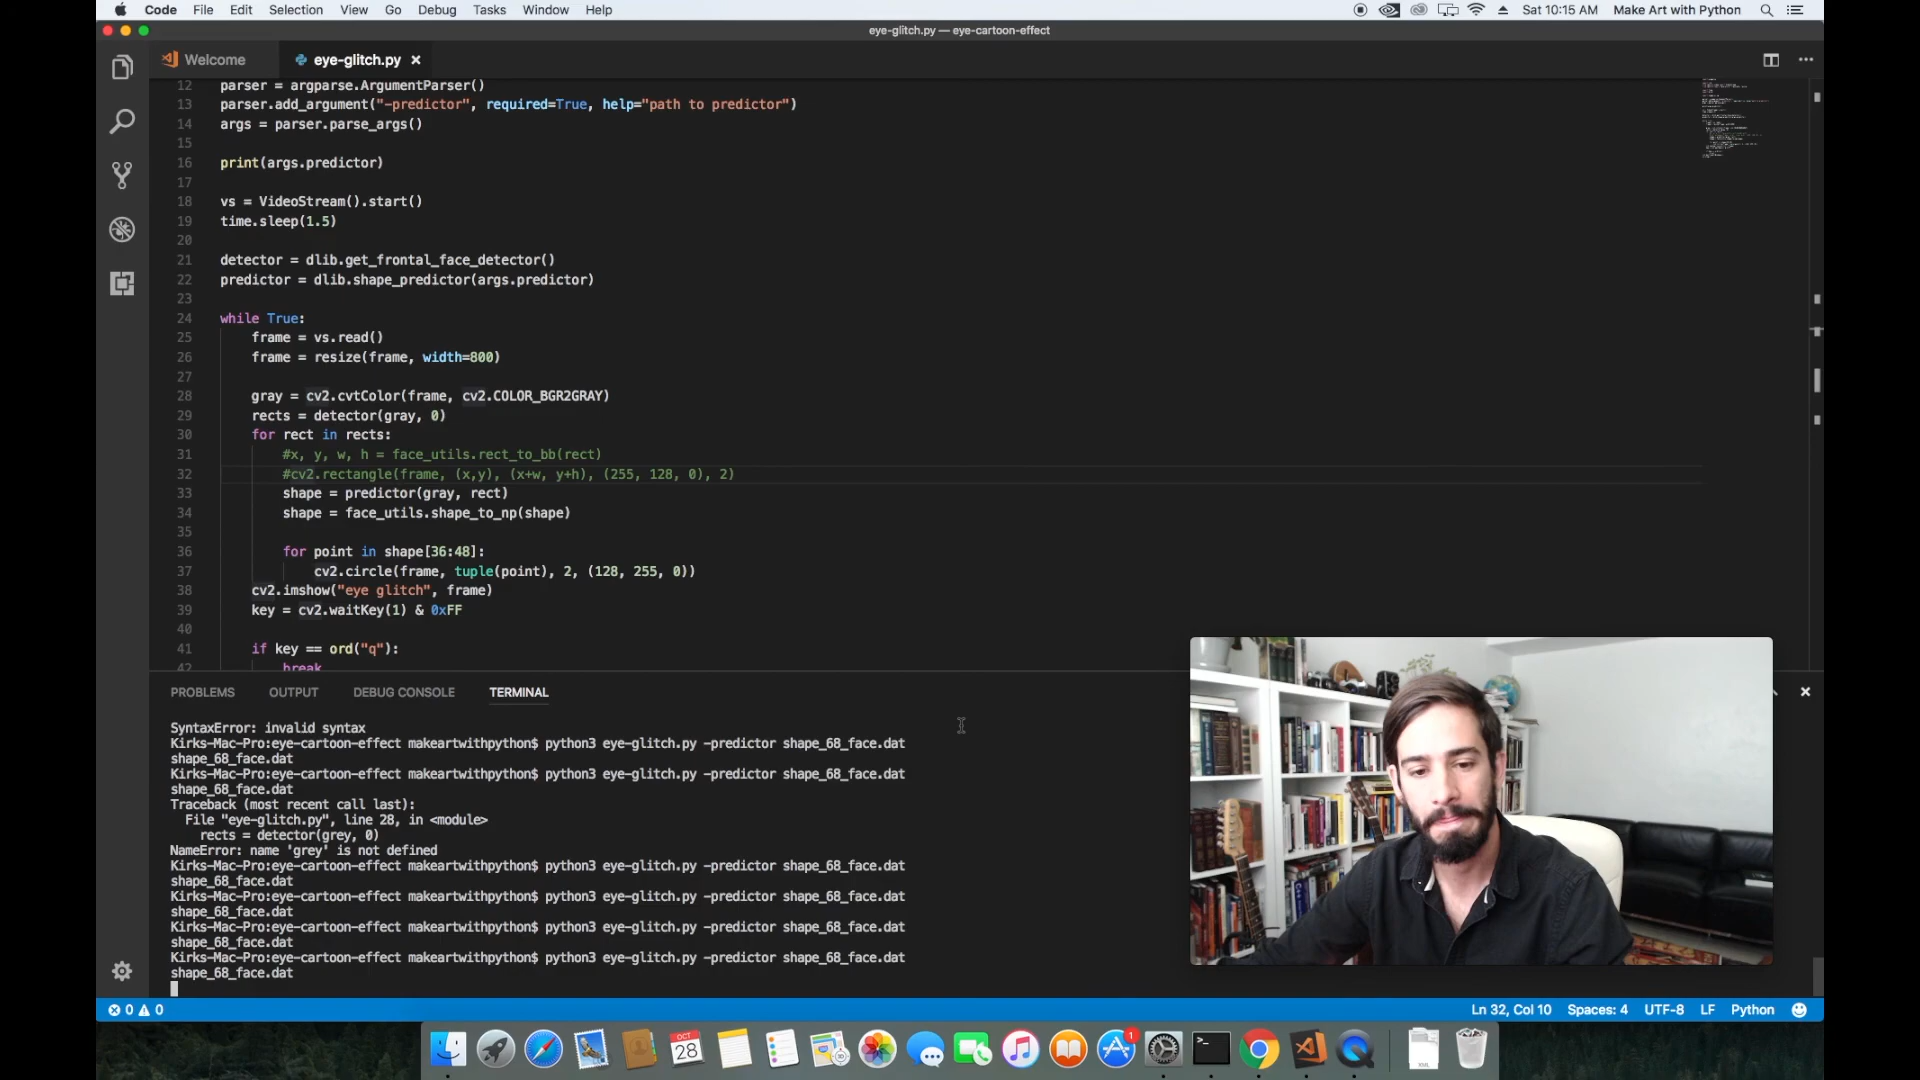 Code File Edit Selection View Go Debug Tasks Window Help Sat 10:15 AM Make Art with Python
eye-glitch.py — eye-cartoon-effect
Welcome eye-glitch.py
12 parser = argparse.ArgumentParser()
13 parser.add_argument("-predictor", required=True, help="path to predictor")
14 args = parser.parse_args()
15
16 print(args.predictor)
17
18 vs = VideoStream().start()
19 time.sleep(1.5)
20
21 detector = dlib.get_frontal_face_detector()
22 predictor = dlib.shape_predictor(args.predictor)
23
24 while True:
25 frame = vs.read()
26 frame = resize(frame, width=800)
27
28 gray = cv2.cvtColor(frame, cv2.COLOR_BGR2GRAY)
29 rects = detector(gray, 0)
30 for rect in rects:
31 #x, y, w, h = face_utils.rect_to_bb(rect)
32 #cv2.rectangle(frame, (x,y), (x+w, y+h), (255, 128, 0), 2)
33 shape = predictor(gray, rect)
34 shape = face_utils.shape_to_np(shape)
35
36 for point in shape[36:48]:
37 cv2.circle(frame, tuple(point), 2, (128, 255, 0))
38 cv2.imshow("eye glitch", frame)
39 key = cv2.waitKey(1) & 0xFF
40
41 if key == ord("q"):
42 break
PROBLEMS OUTPUT DEBUG CONSOLE TERMINAL
SyntaxError: invalid syntax
Kirks-Mac-Pro:eye-cartoon-effect makeartwithpython$ python3 eye-glitch.py -predictor shape_68_face.dat
shape_68_face.dat
Kirks-Mac-Pro:eye-cartoon-effect makeartwithpython$ python3 eye-glitch.py -predictor shape_68_face.dat
shape_68_face.dat
Traceback (most recent call last):
File "eye-glitch.py", line 28, in <module>
rects = detector(grey, 0)
NameError: name 'grey' is not defined
Kirks-Mac-Pro:eye-cartoon-effect makeartwithpython$ python3 eye-glitch.py -predictor shape_68_face.dat
shape_68_face.dat
Kirks-Mac-Pro:eye-cartoon-effect makeartwithpython$ python3 eye-glitch.py -predictor shape_68_face.dat
shape_68_face.dat
Kirks-Mac-Pro:eye-cartoon-effect makeartwithpython$ python3 eye-glitch.py -predictor shape_68_face.dat
shape_68_face.dat
Kirks-Mac-Pro:eye-cartoon-effect makeartwithpython$ python3 eye-glitch.py -predictor shape_68_face.dat
shape_68_face.dat
0 0 Ln 32, Col 10 Spaces: 4 UTF-8 LF Python
OCT
28
1